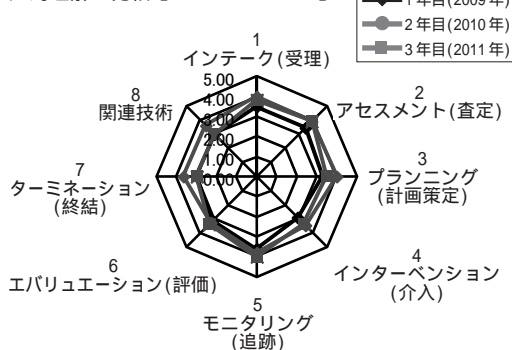 1年目(2009年)
2年目(2010年)
3年目(2011年)
1
インテーク(受理)
5.00
4.00
3.00
2.00
1.00
0.00
2
アセスメント(査定)
3
プランニング
(計画策定)
4
インターベンション
(介入)
5
モニタリング
(追跡)
6
エバリュエーション(評価)
7
ターミネーション
(終結)
8
関連技術